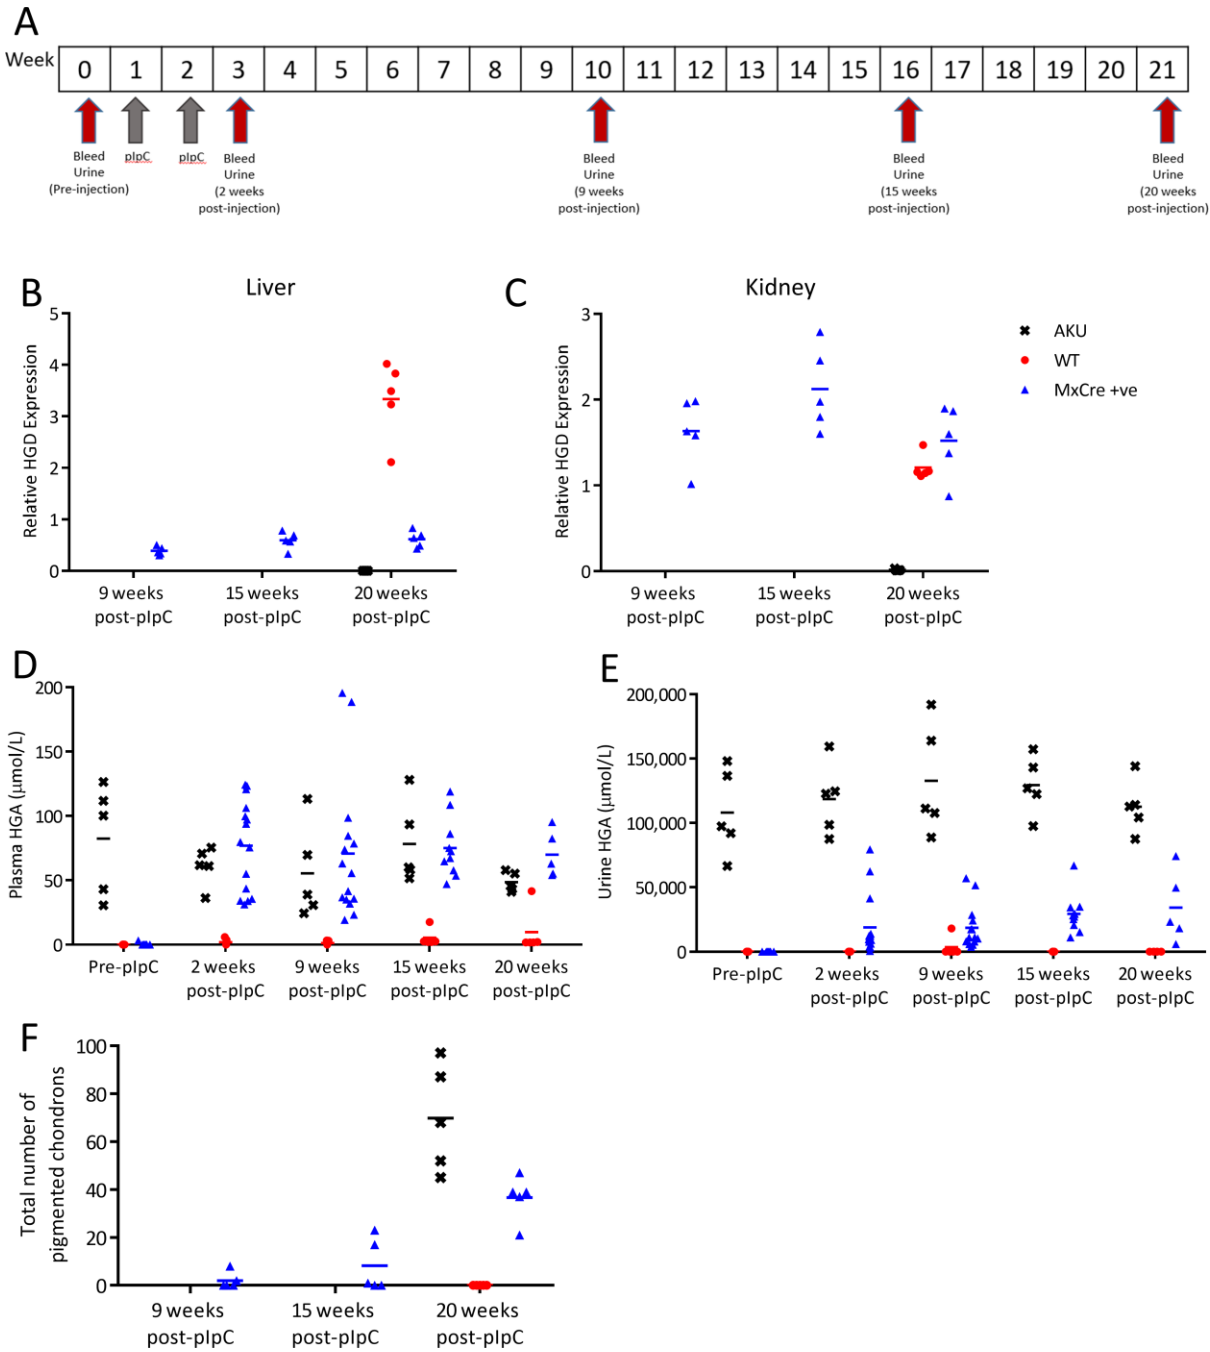 A
Week 0 1 2 3 4 5 6 7 8 9 10 11 12 13 14 15 16 17 18 19 20 21
Bleed
Urine
(Pre-injection)
pIpC
pIpC
Bleed
Urine
(2 weeks
post-injection)
Bleed
Urine
(9 weeks
post-injection)
Bleed
Urine
(15 weeks
post-injection)
Bleed
Urine
(20 weeks
post-injection)
B
Liver
Relative HGD Expression
5
4
3
2
1
0
9 weeks
post-pIpC
15 weeks
post-pIpC
20 weeks
post-pIpC
C
Kidney
Relative HGD Expression
3
2
1
0
9 weeks
post-pIpC
15 weeks
post-pIpC
20 weeks
post-pIpC
AKU
WT
MxCre +ve
D
Plasma HGA (µmol/L)
200
150
100
50
0
Pre-pIpC
2 weeks
post-pIpC
9 weeks
post-pIpC
15 weeks
post-pIpC
20 weeks
post-pIpC
E
Urine HGA (µmol/L)
200,000
150,000
100,000
50,000
0
Pre-pIpC
2 weeks
post-pIpC
9 weeks
post-pIpC
15 weeks
post-pIpC
20 weeks
post-pIpC
F
Total number of
pigmented chondrons
100
80
60
40
20
0
9 weeks
post-pIpC
15 weeks
post-pIpC
20 weeks
post-pIpC